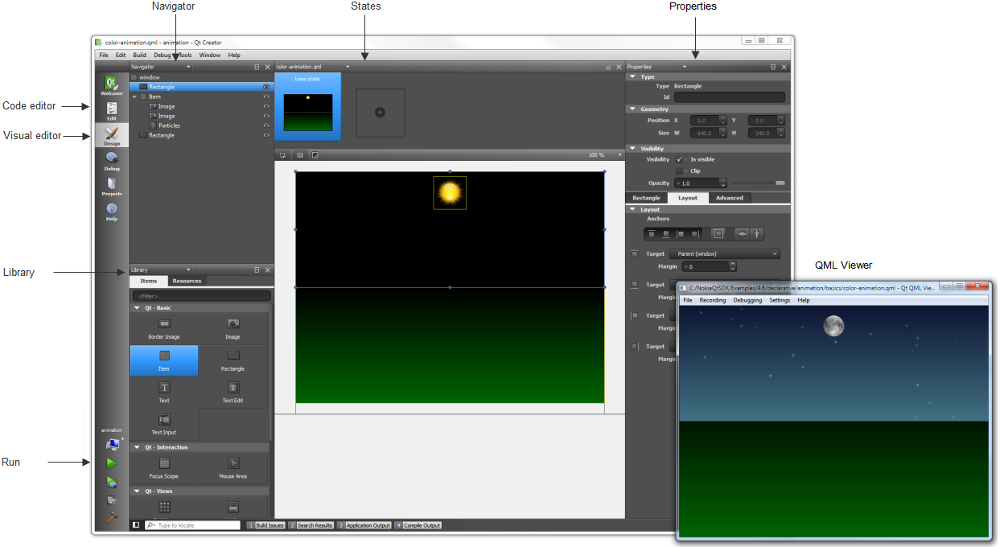 Navigator
States
Properties
color-animation.qml - animation - Qt Creator
File Edit Build Debug Tools Window Help
Navigator
color-animation.qml
Properties
window
Rectangle
Item
Image
Image
Particles
Rectangle
base state
Type
Type Rectangle
Id
Geometry
Position X 0.0 Y 0.0
Size W 640.0 H 240.0
Visibility
Visibility Is visible
Clip
Opacity 1.0
Rectangle Layout Advanced
Layout
Anchors
Target Parent (window)
Margin 0
Target
Margin
Target
Margin
Target
Margin
Code editor
Visual editor
Library
Run
Welcome
Edit
Design
Debug
Projects
Help
animation
100 %
Library
Items Resources
<Filter>
Qt - Basic
Border Image Image
Item Rectangle
Text Text Edit
Text Input
Qt - Interaction
Focus Scope Mouse Area
Qt - Views
Type to locate
1 Build Issues 2 Search Results 3 Application Output 4 Compile Output
QML Viewer
C:/NokiaQtSDK/Examples/4.6/declarative/animation/basics/color-animation.qml - Qt QML Vie...
File Recording Debugging Settings Help